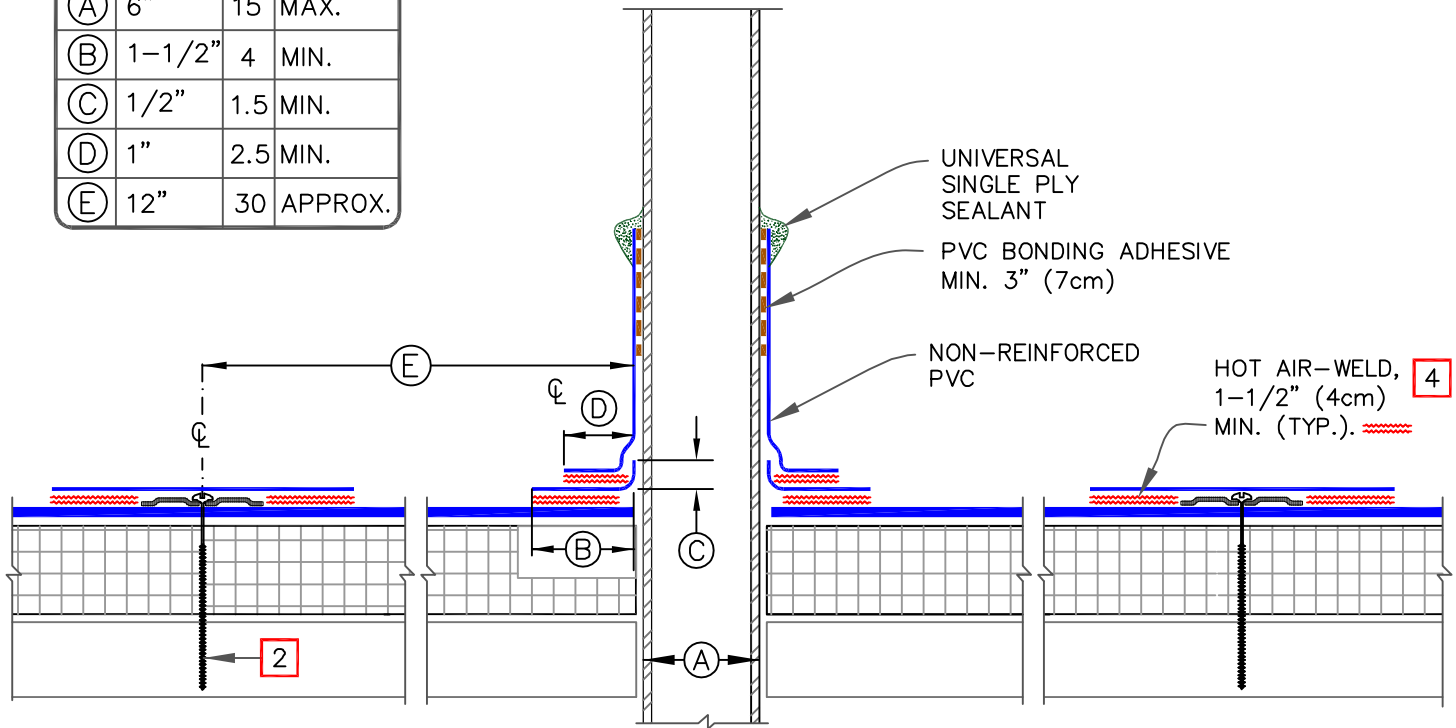 A 6" 15 MAX.
B 1-1/2" 4 MIN.
C 1/2" 1.5 MIN.
D 1" 2.5 MIN.
E 12" 30 APPROX.
UNIVERSAL
SINGLE PLY
SEALANT
PVC BONDING ADHESIVE
MIN. 3" (7cm)
NON-REINFORCED
PVC
HOT AIR-WELD, 4
1-1/2" (4cm)
MIN. (TYP.).
E
℄
D
℄
B
C
2
A